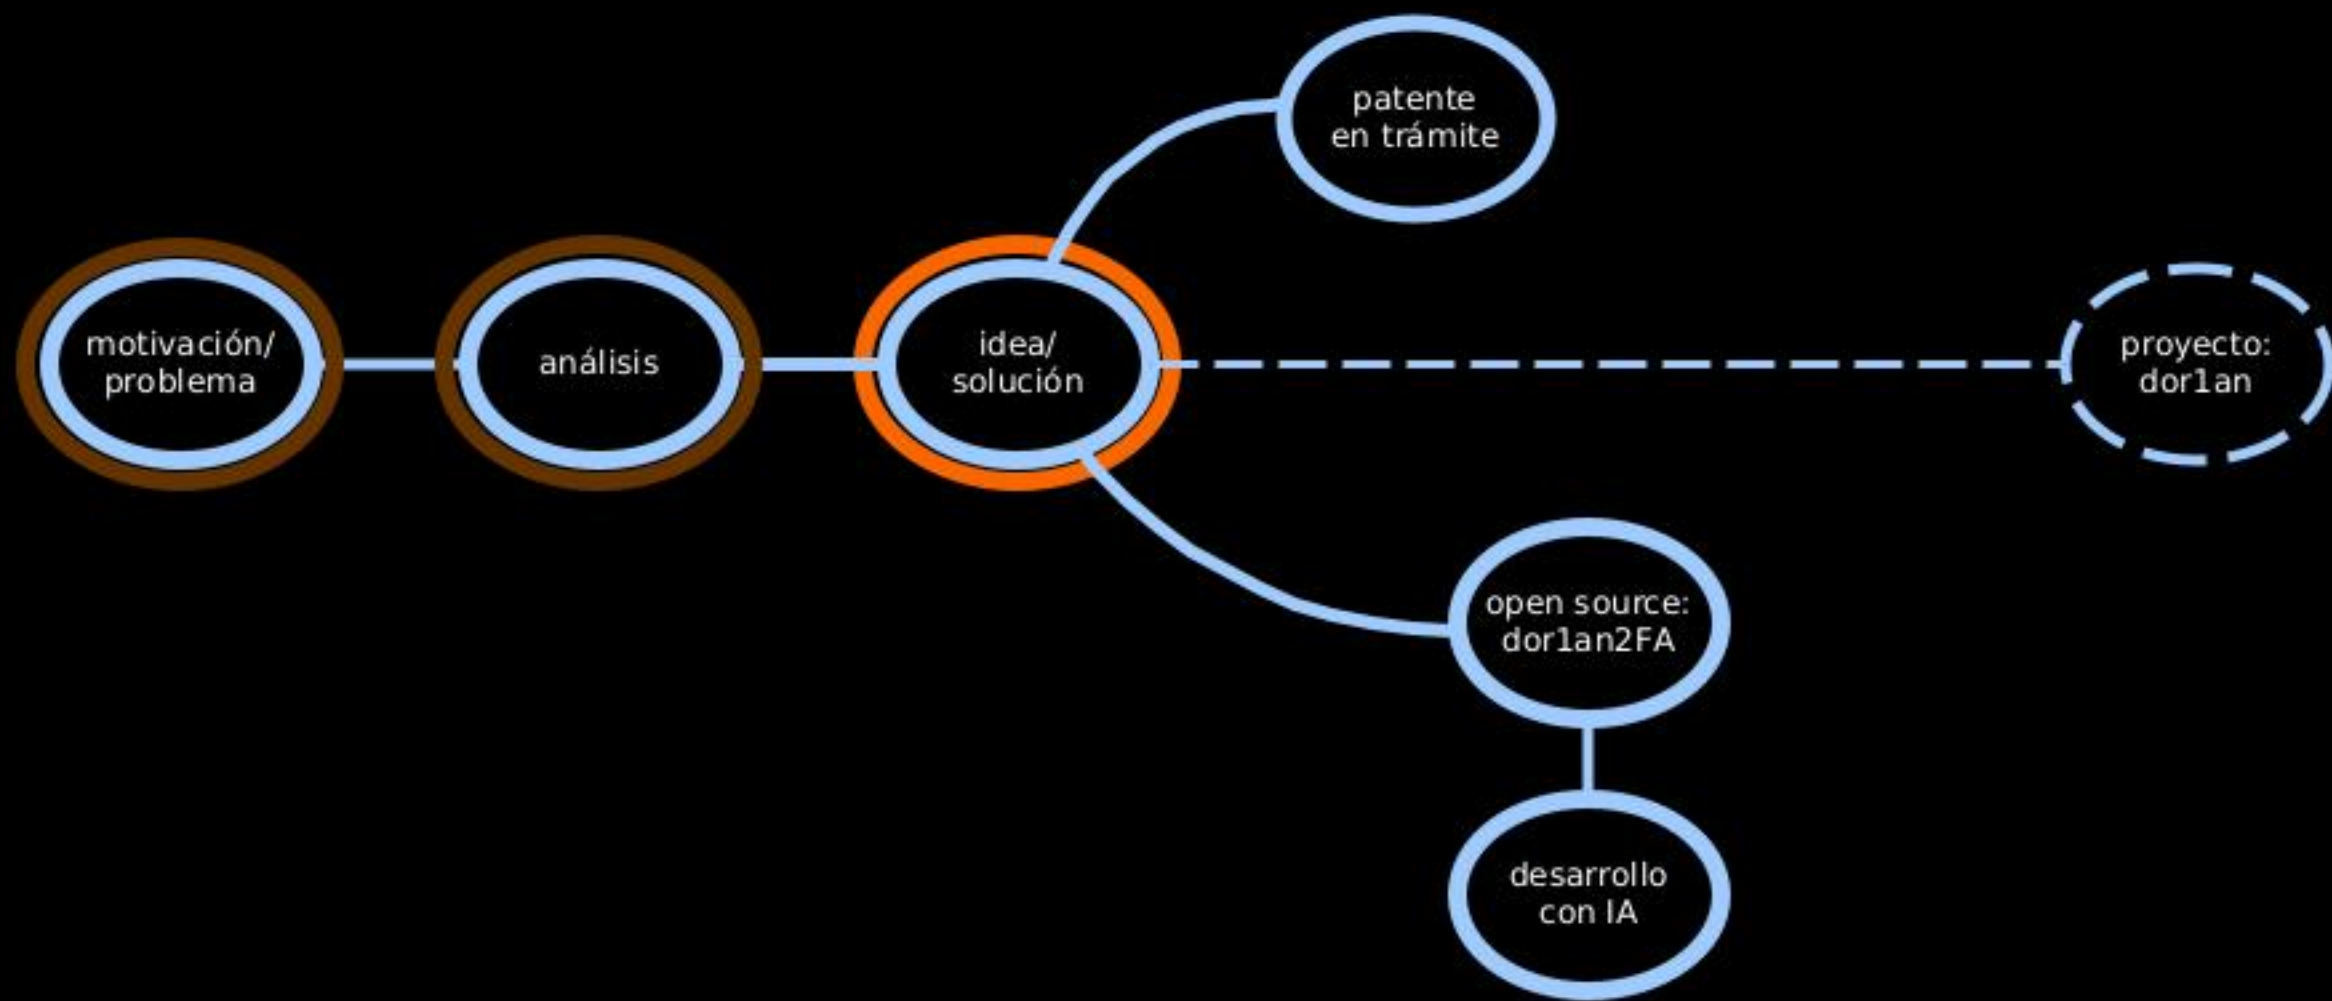 patente
en trámite
motivación/
problema
análisis
idea/
solución
proyecto:
dor1an
open source:
dor1an2FA
desarrollo
con IA